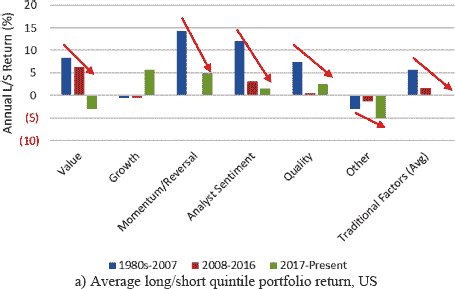 Annual L/S Return (%)
20
15
10
5
0
(5)
(10)
Value
Growth
Momentum/Reversal
Analyst Sentiment
Quality
Other
Traditional Factors (Avg)
1980s-2007
2008-2016
2017-Present
a) Average long/short quintile portfolio return, US